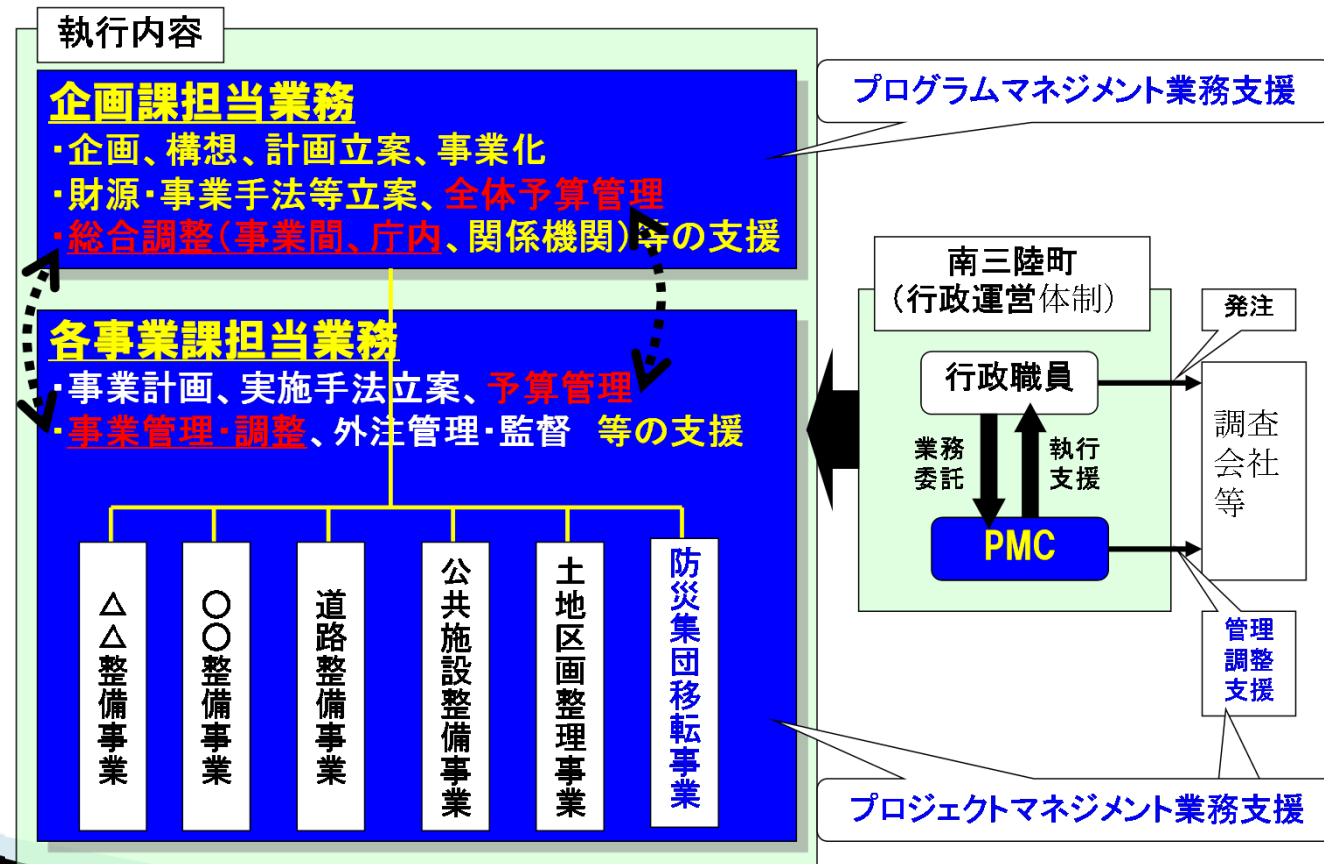 執行内容
企画課担当業務
・企画、構想、計画立案、事業化
・財源・事業手法等立案、全体予算管理
・総合調整（事業間、庁内、関係機関）等の支援
各事業課担当業務
・事業計画、実施手法立案、予算管理
・事業管理・調整、外注管理・監督　等の支援
△△整備事業
〇〇整備事業
道路整備事業
公共施設整備事業
土地区画整理事業
防災集団移転事業
プログラムマネジメント業務支援
南三陸町
（行政運営体制）
発注
行政職員
業務
委託
執行
支援
PMC
調査
会社
等
管理
調整
支援
プロジェクトマネジメント業務支援